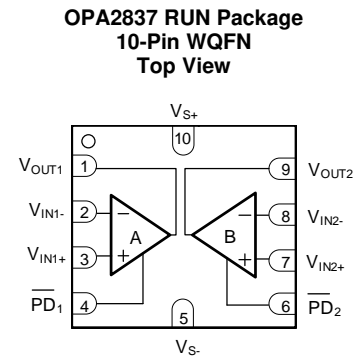 OPA2837 RUN Package
10-Pin WQFN
Top View
VS+
10
VOUT1
1
9
VOUT2
VIN1-
2
−
−
8
VIN2-
A
B
VIN1+
3
+
+
7
VIN2+
PD1
4
5
6
PD2
VS-